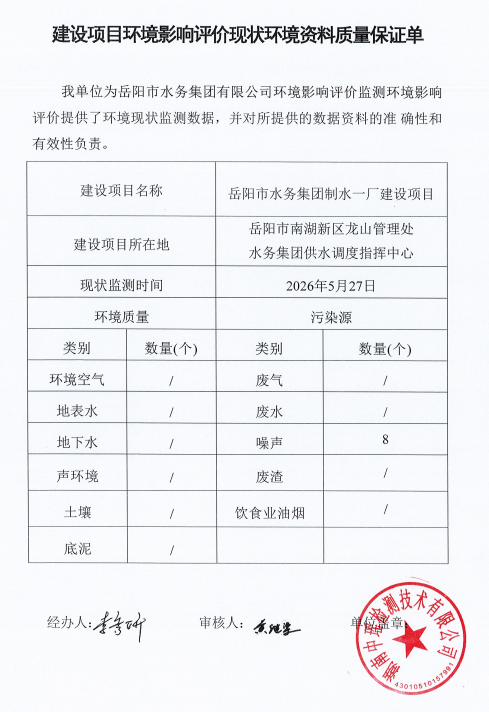 建设项目环境影响评价现状环境资料质量保证单
我单位为岳阳市水务集团有限公司环境影响评价监测环境影响
评价提供了环境现状监测数据，并对所提供的数据资料的准 确性和
有效性负责。
建设项目名称 岳阳市水务集团制水一厂建设项目
建设项目所在地 岳阳市南湖新区龙山管理处
水务集团供水调度指挥中心
现状监测时间 2026年5月27日
环境质量 污染源
类别 数量(个) 类别 数量(个)
环境空气 / 废气 /
地表水 / 废水 /
地下水 / 噪声 8
声环境 / 废渣 /
土壤 / 饮食业油烟 /
底泥 /
经办人: 审核人: 单位盖章:
检测技术有限公司
43010510157991